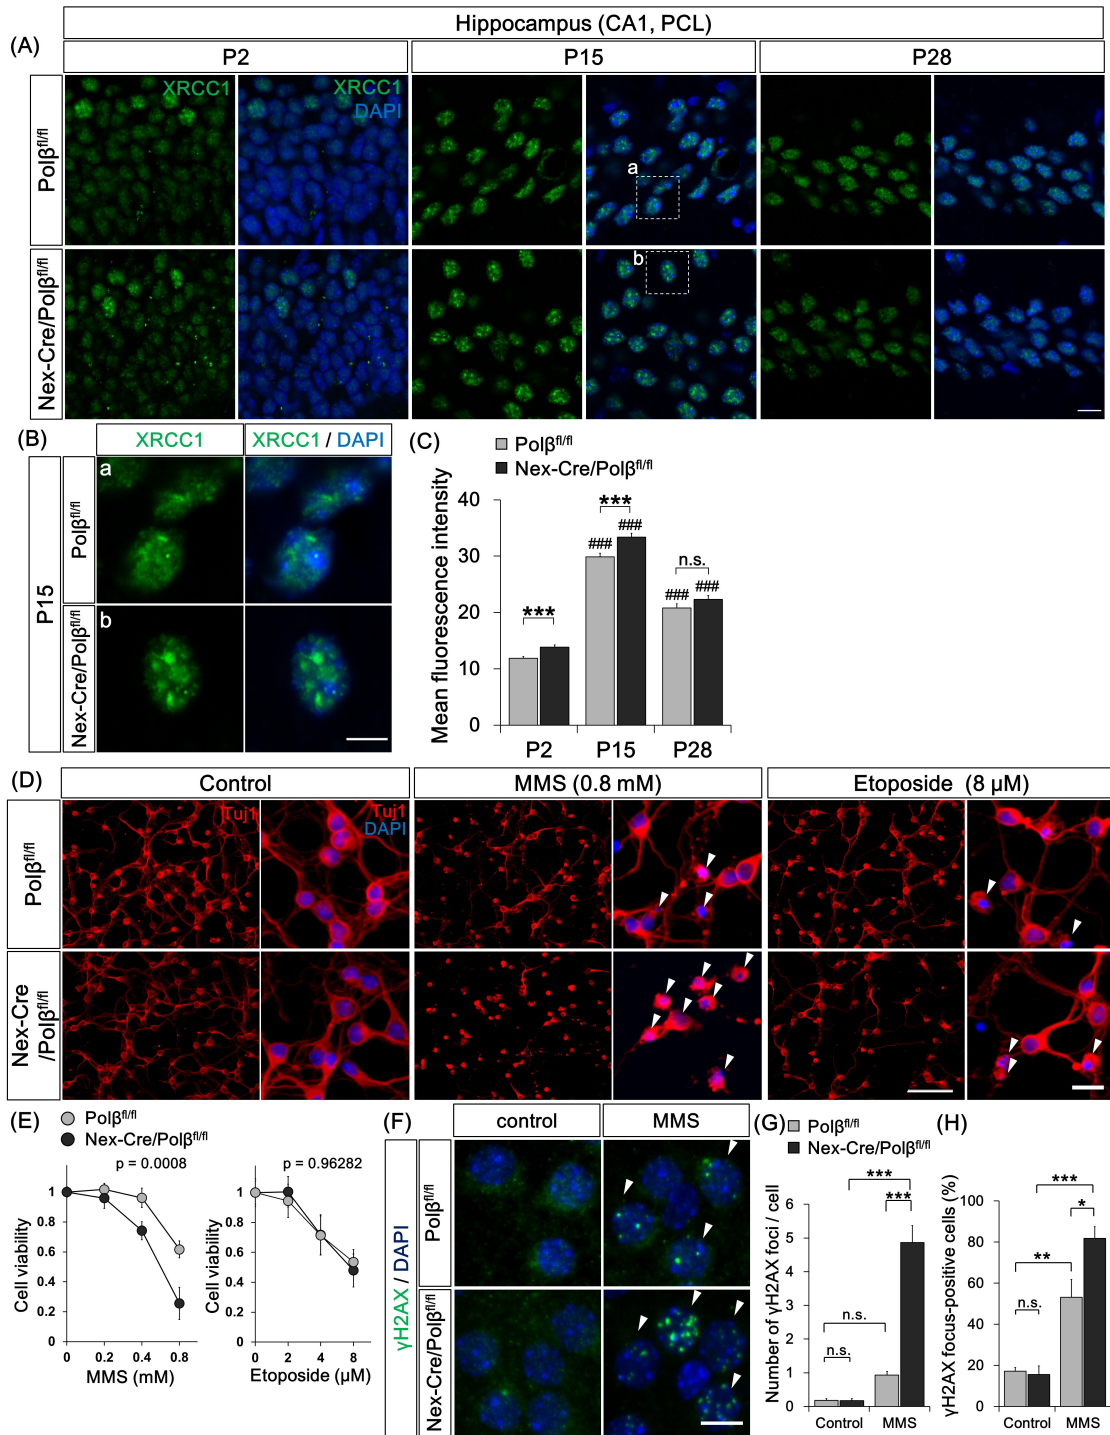 Hippocampus (CA1, PCL)
(A)
P2
P15
P28
XRCC1
XRCC1
DAPI
Polβfl/fl
a
Nex-Cre/Polβfl/fl
b
(B)
XRCC1
XRCC1 / DAPI
P15
Polβfl/fl
a
Nex-Cre/Polβfl/fl
b
(C)
Polβfl/fl
Nex-Cre/Polβfl/fl
Mean fluorescence intensity
40
30
20
10
0
***
***
###
###
n.s.
###
###
P2
P15
P28
(D)
Control
MMS (0.8 mM)
Etoposide (8 µM)
Tuj1
Tuj1
DAPI
Polβfl/fl
Nex-Cre
/Polβfl/fl
(E)
Polβfl/fl
Nex-Cre/Polβfl/fl
p = 0.0008
Cell viability
1
0.8
0.6
0.4
0.2
0
0
0.2
0.4
0.8
MMS (mM)
p = 0.96282
Cell viability
1
0.8
0.6
0.4
0.2
0
0
2
4
8
Etoposide (µM)
(F)
control
MMS
γH2AX / DAPI
Polβfl/fl
Nex-Cre/Polβfl/fl
(G)
Polβfl/fl
Nex-Cre/Polβfl/fl
Number of γH2AX foci / cell
6
5
4
3
2
1
0
***
***
n.s.
n.s.
Control
MMS
(H)
γH2AX focus-positive cells (%)
100
80
60
40
20
0
***
*
**
n.s.
Control
MMS